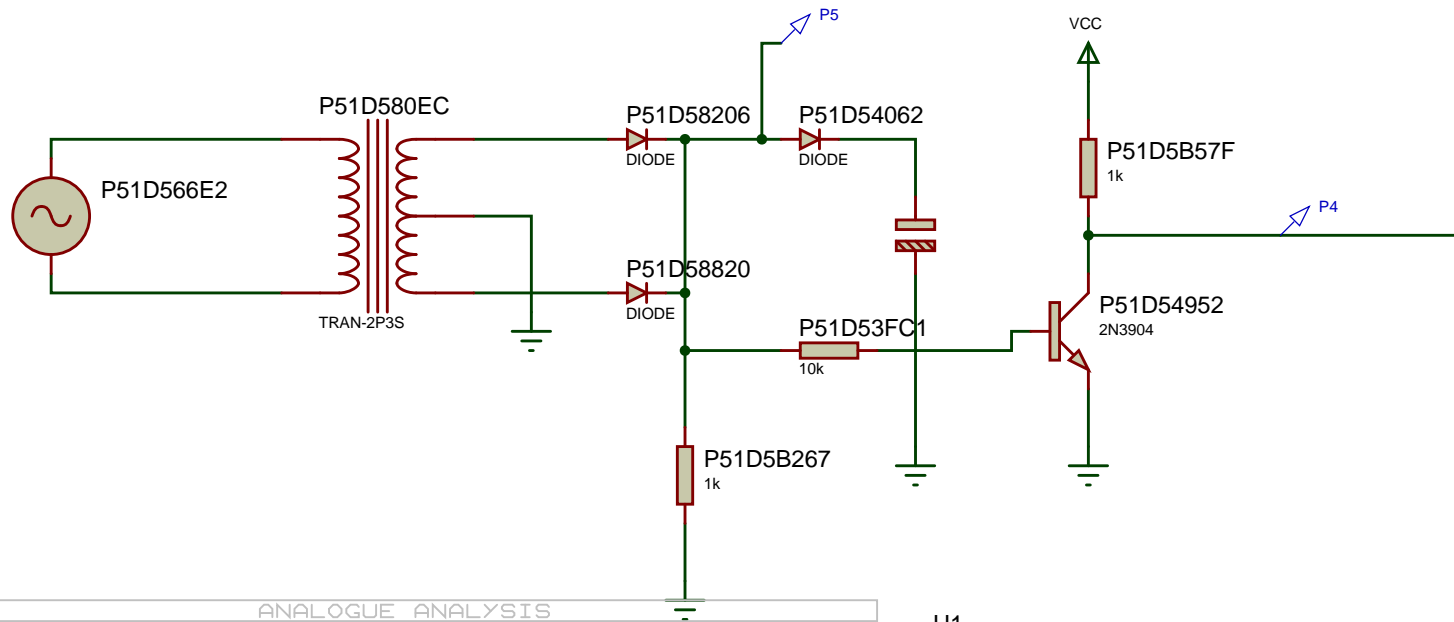 P5
VCC
P51D580EC
P51D58206
P51D54062
DIODE
DIODE
P51D5B57F
1k
P51D566E2
P4
P51D58820
DIODE
TRAN-2P3S
P51D53FC1
10k
P51D54952
2N3904
P51D5B267
1k
ANALOGUE ANALYSIS